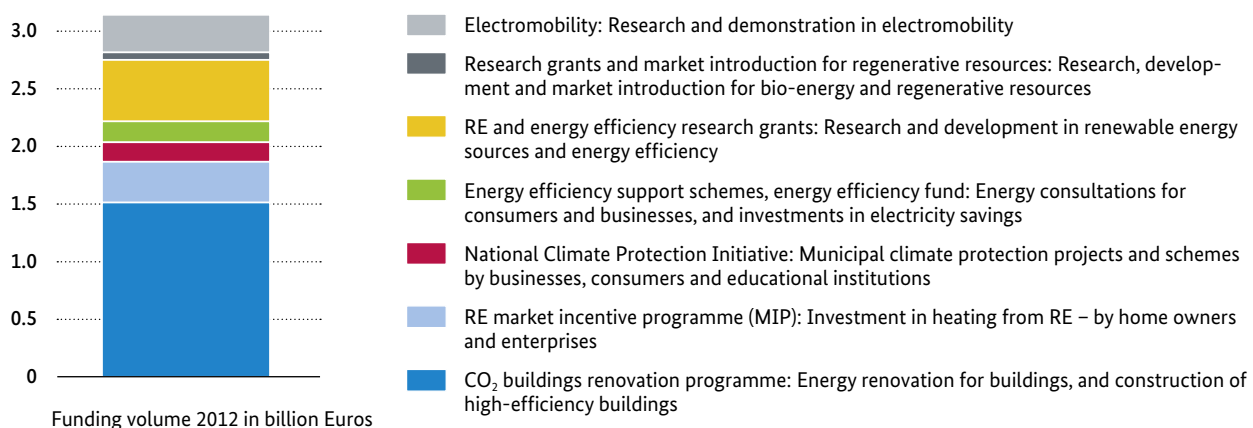 3.0
2.5
2.0
1.5
1.0
0.5
0
Funding volume 2012 in billion Euros
Electromobility: Research and demonstration in electromobility
Research grants and market introduction for regenerative resources: Research, develop-
ment and market introduction for bio-energy and regenerative resources
RE and energy efficiency research grants: Research and development in renewable energy
sources and energy efficiency
Energy efficiency support schemes, energy efficiency fund: Energy consultations for
consumers and businesses, and investments in electricity savings
National Climate Protection Initiative: Municipal climate protection projects and schemes
by businesses, consumers and educational institutions
RE market incentive programme (MIP): Investment in heating from RE – by home owners
and enterprises
CO₂ buildings renovation programme: Energy renovation for buildings, and construction of
high-efficiency buildings